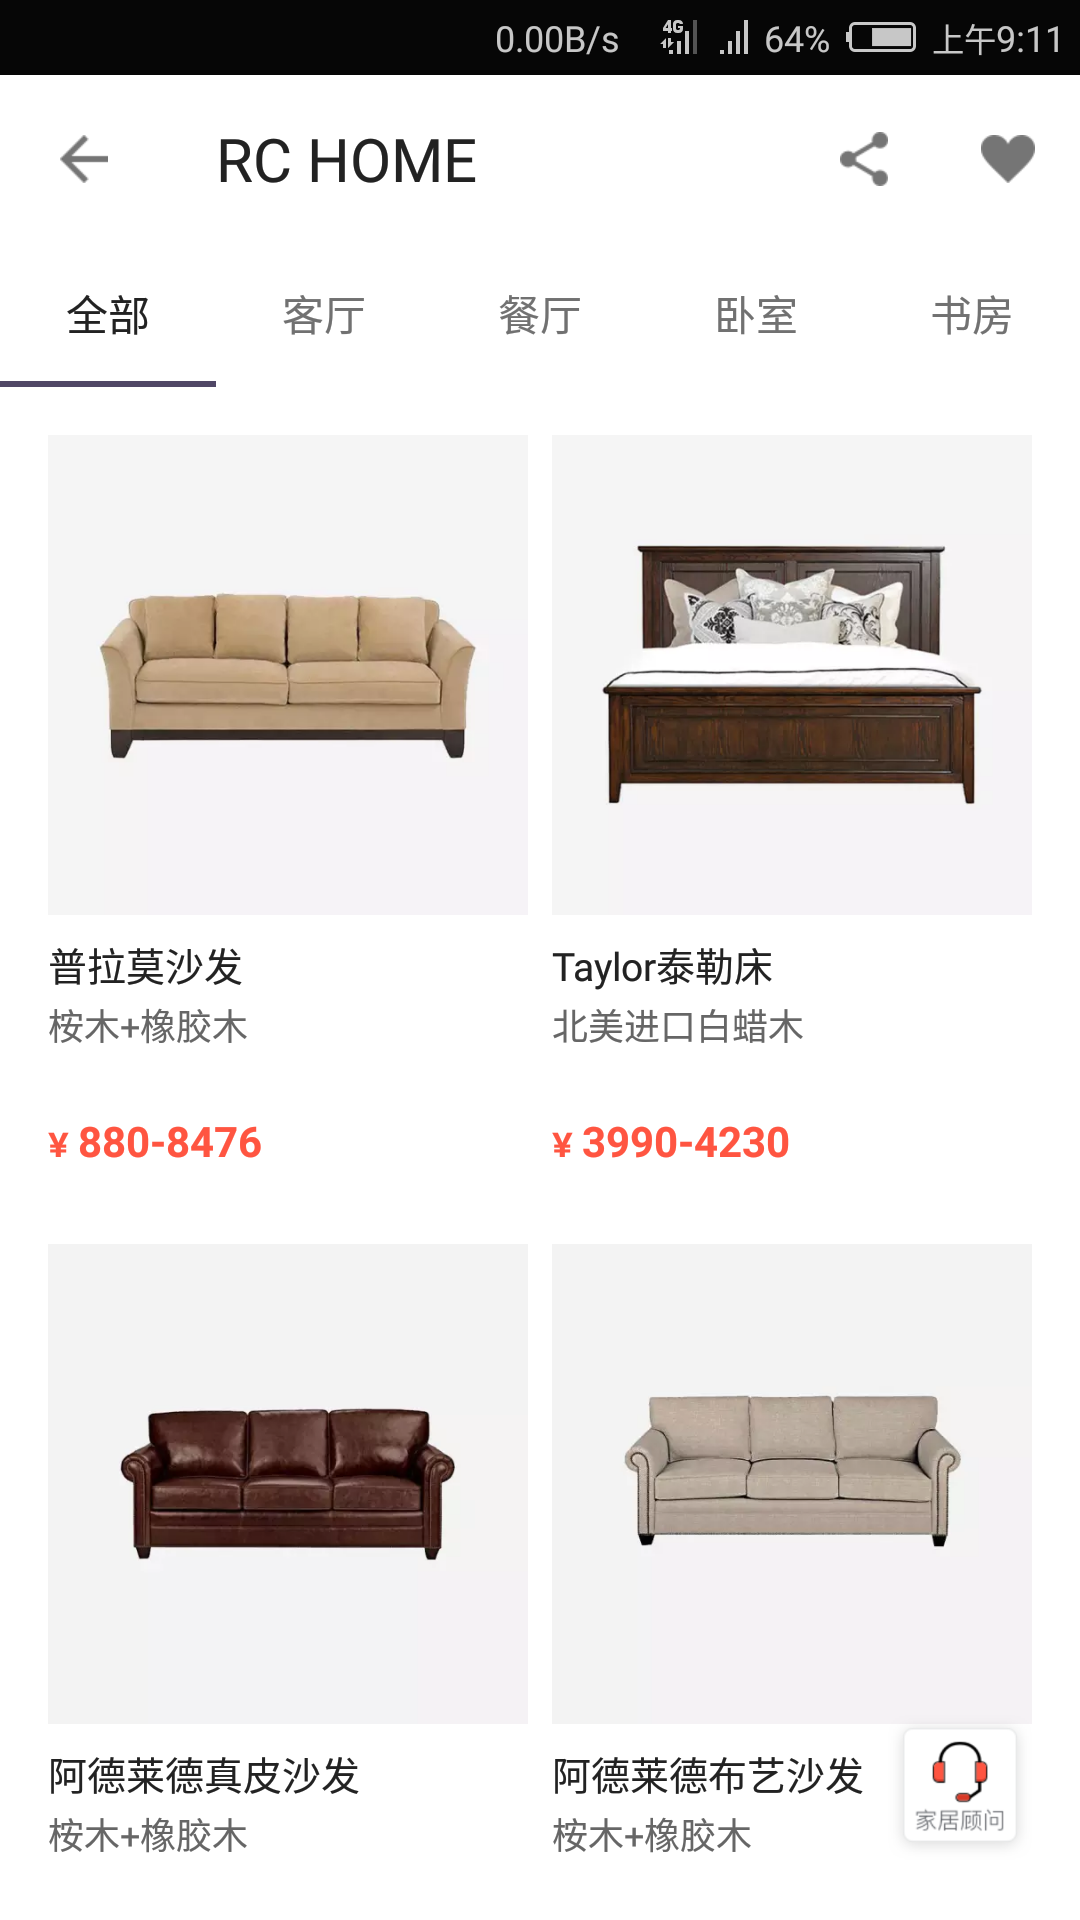 0.00B/s 4G 64% 上午9:11
RC HOME
全部 客厅 餐厅 卧室 书房
普拉莫沙发 Taylor泰勒床
桉木+橡胶木 北美进口白蜡木
¥ 880-8476 ¥ 3990-4230
阿德莱德真皮沙发 阿德莱德布艺沙发
桉木+橡胶木 桉木+橡胶木
家居顾问